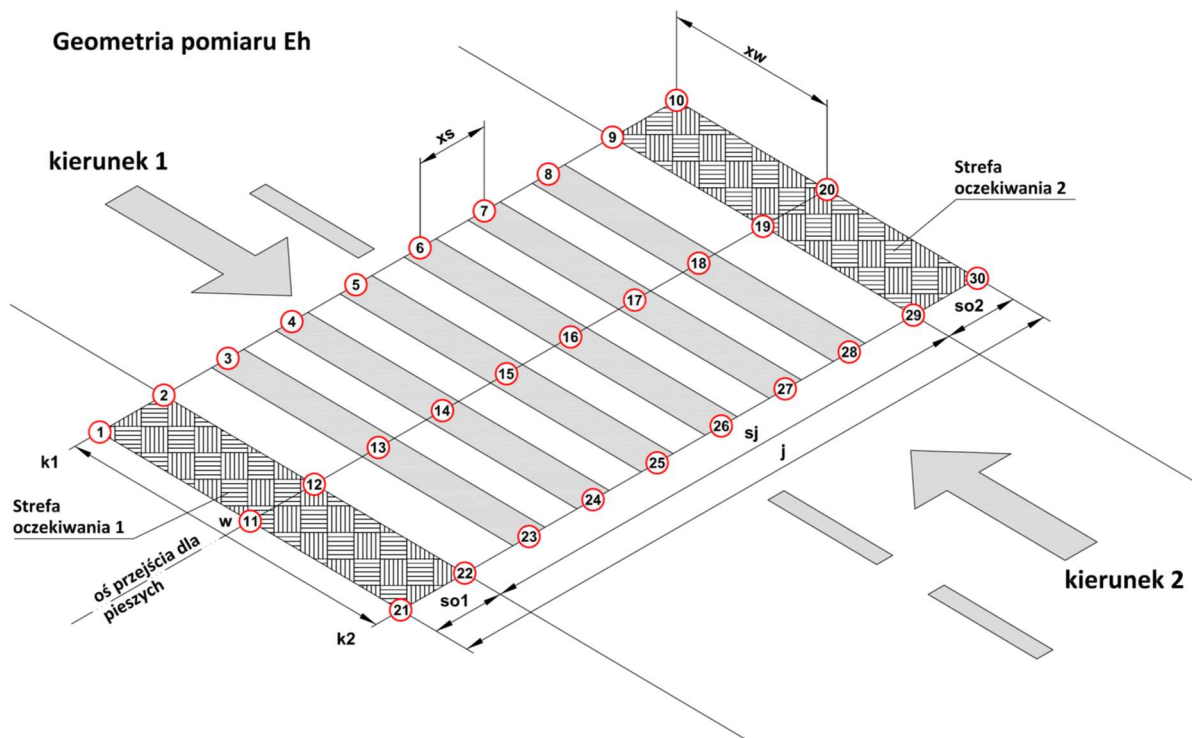 Geometria pomiaru Eh
kierunek 1
xw
xs
10
9
8
7
6
5
4
3
2
1
20
19
18
17
16
15
14
13
12
11
30
29
28
27
26
25
24
23
22
21
Strefa
oczekiwania 2
so2
sj
j
so1
k1
w
k2
Strefa
oczekiwania 1
oś przejścia dla
pieszych
kierunek 2